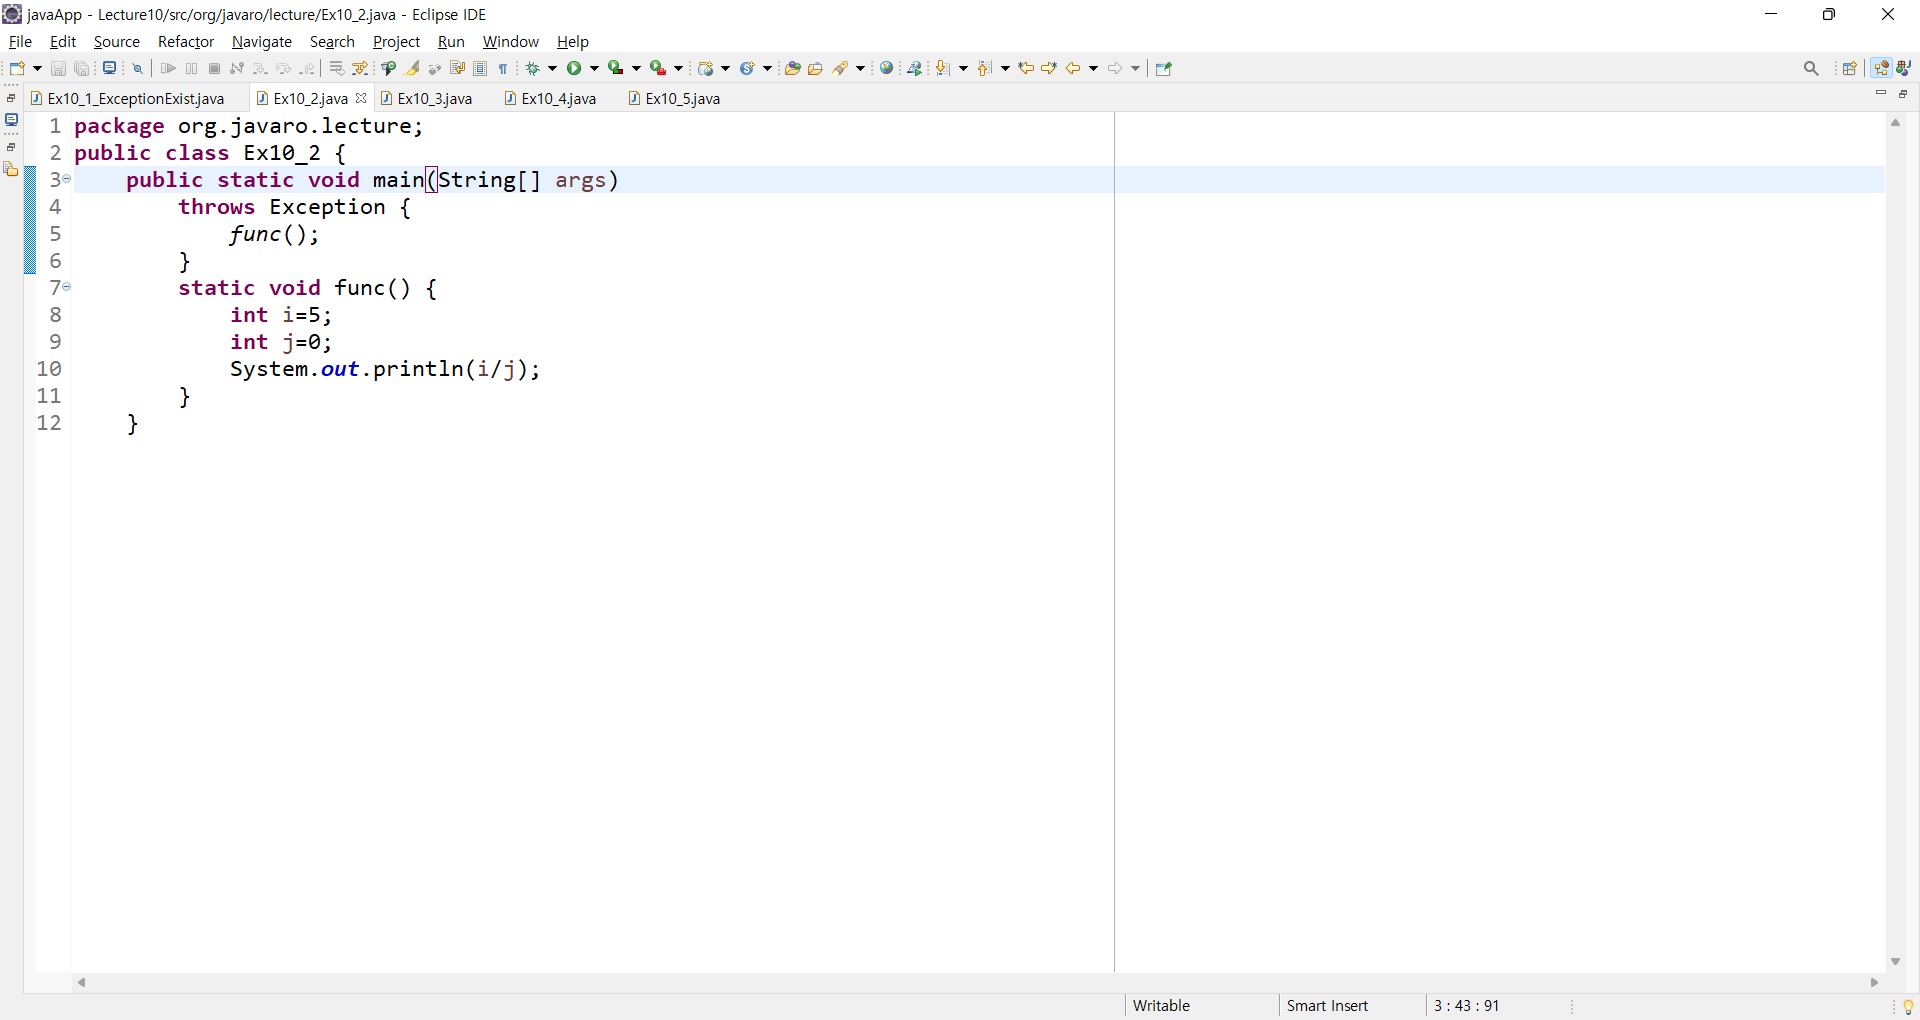 javaApp - Lecture10/src/org/javaro/lecture/Ex10_2.java - Eclipse IDE
File Edit Source Refactor Navigate Search Project Run Window Help
Ex10_1_ExceptionExist.java Ex10_2.java Ex10_3.java Ex10_4.java Ex10_5.java
1 package org.javaro.lecture;
2 public class Ex10_2 {
3 public static void main(String[] args)
4 throws Exception {
5 func();
6 }
7 static void func() {
8 int i=5;
9 int j=0;
10 System.out.println(i/j);
11 }
12 }
Writable Smart Insert 3 : 43 : 91